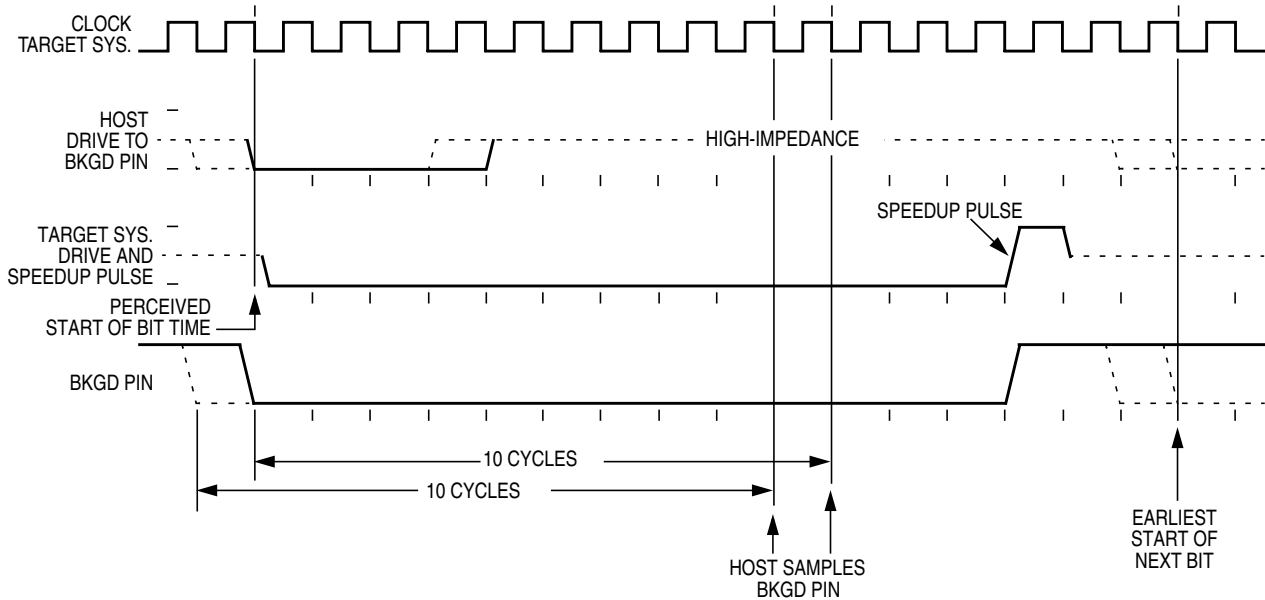 CLOCK
TARGET SYS.
HOST
DRIVE TO
BKGD PIN
HIGH-IMPEDANCE
SPEEDUP PULSE
TARGET SYS.
DRIVE AND
SPEEDUP PULSE
PERCEIVED
START OF BIT TIME
BKGD PIN
10 CYCLES
10 CYCLES
EARLIEST
START OF
NEXT BIT
HOST SAMPLES
BKGD PIN